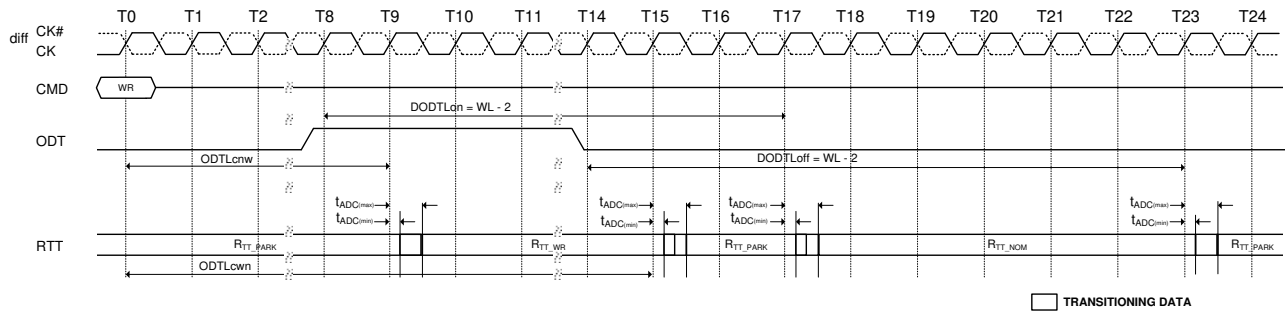 T0 T1 T2 T8 T9 T10 T11 T14 T15 T16 T17 T18 T19 T20 T21 T22 T23 T24
diff CK#
CK
CMD WR
DODTLon = WL - 2
ODT
ODTLcnw DODTLoff = WL - 2
tADC(max) tADC(max) tADC(max) tADC(max)
tADC(min) tADC(min) tADC(min) tADC(min)
RTT RTT_PARK RTT_WR RTT_PARK RTT_NOM RTT_PARK
ODTLcwn
TRANSITIONING DATA